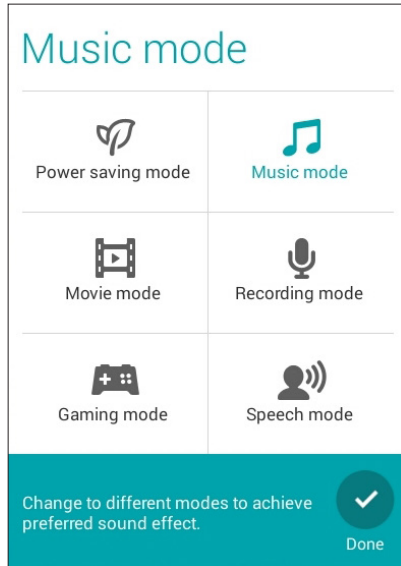 Music mode
Power saving mode
Music mode
Movie mode
Recording mode
Gaming mode
Speech mode
Change to different modes to achieve
preferred sound effect.
Done